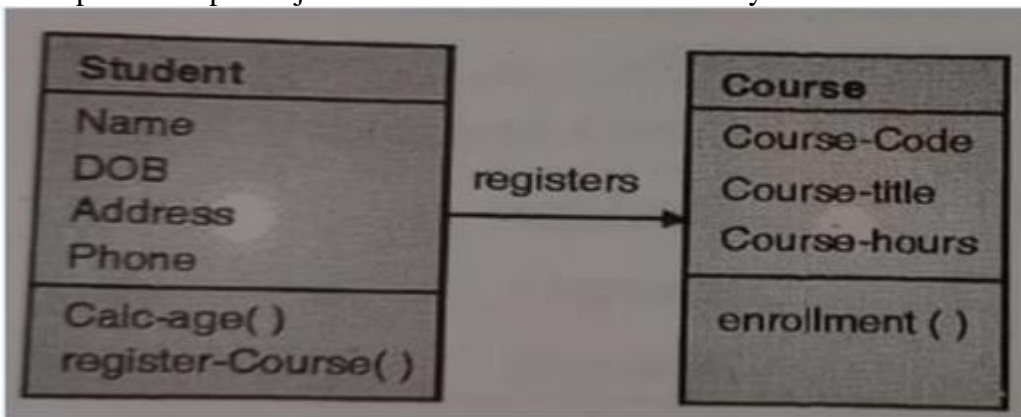 Student
Name
DOB
Address
Phone
Calc-age( )
register-Course( )
registers
Course
Course-Code
Course-title
Course-hours
enrollment ( )